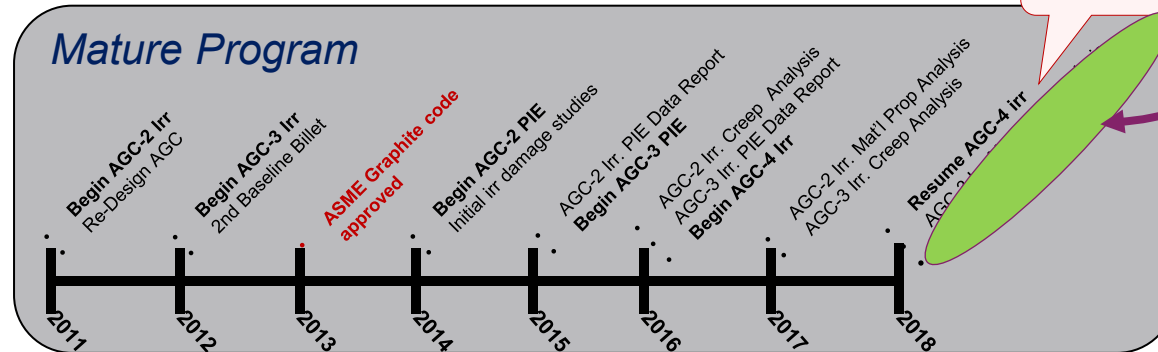 Mature Program
Begin AGC-2 Irr
Re-Design AGC
Begin AGC-3 Irr
2nd Baseline Billet
ASME Graphite code
approved
Begin AGC-2 PIE
Initial irr damage studies
AGC-2 Irr. PIE Data Report
Begin AGC-3 PIE
AGC-2 Irr. Creep Analysis
AGC-3 Irr. PIE Data Report
Begin AGC-4 Irr
AGC-2 Irr. Mat'l Prop Analysis
AGC-3 Irr. Creep Analysis
Resume AGC-4 irr
2011
2012
2013
2014
2015
2016
2017
2018